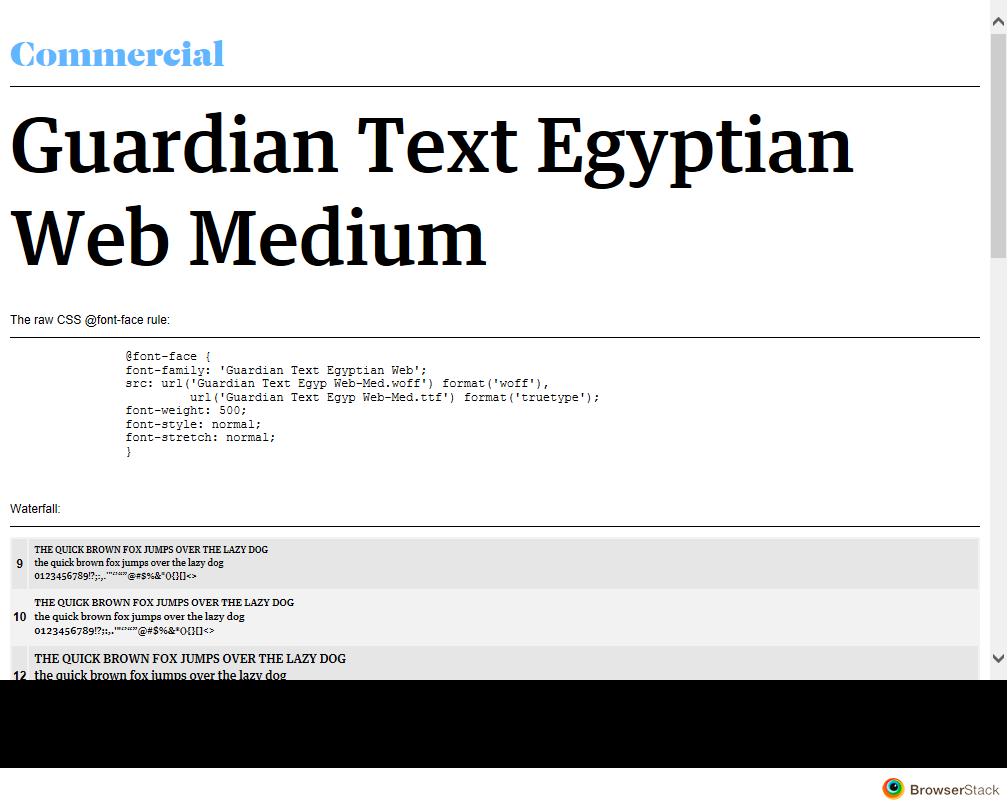 Commercial
Guardian Text Egyptian
Web Medium
The raw CSS @font-face rule:
@font-face {
font-family: 'Guardian Text Egyptian Web';
src: url('Guardian Text Egyp Web-Med.woff') format('woff'),
url('Guardian Text Egyp Web-Med.ttf') format('truetype');
font-weight: 500;
font-style: normal;
font-stretch: normal;
}
Waterfall:
9
THE QUICK BROWN FOX JUMPS OVER THE LAZY DOG
the quick brown fox jumps over the lazy dog
0123456789!?;:,.'"‘’“”@#$%&*(){}[]<>
10
THE QUICK BROWN FOX JUMPS OVER THE LAZY DOG
the quick brown fox jumps over the lazy dog
0123456789!?;:,.'"‘’“”@#$%&*(){}[]<>
THE QUICK BROWN FOX JUMPS OVER THE LAZY DOG
12 the quick brown fox jumps over the lazy dog
BrowserStack